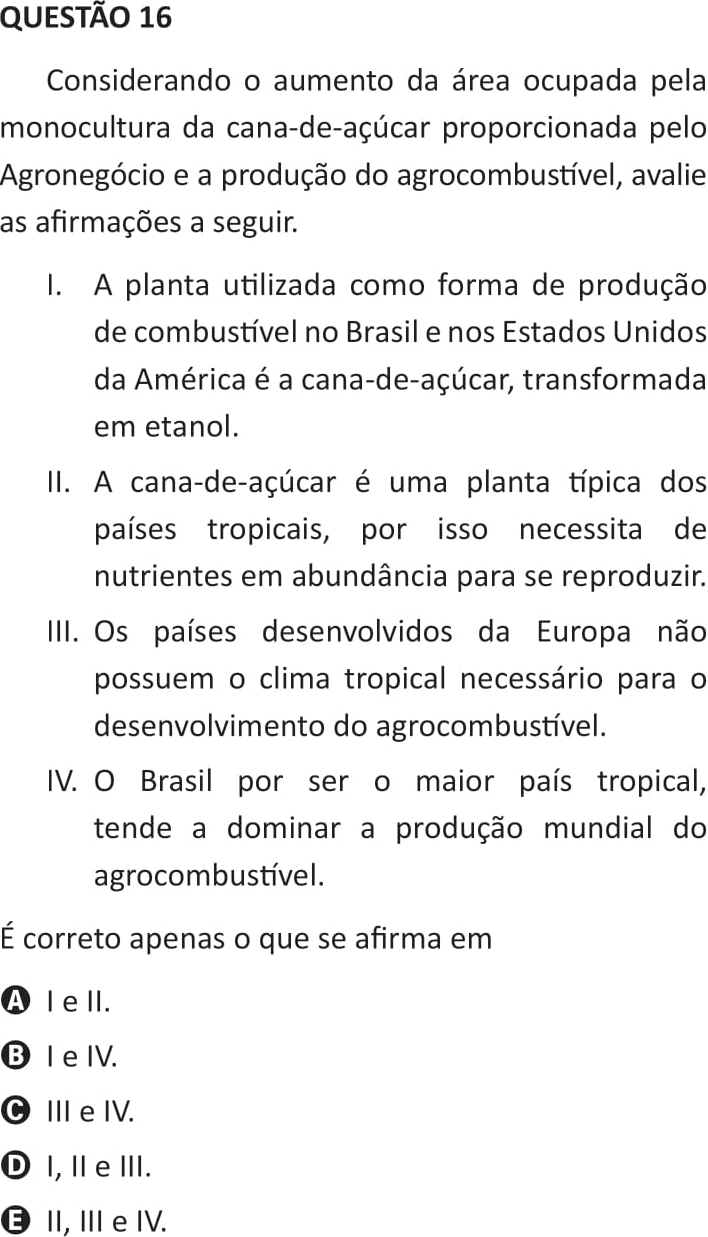 QUESTÃO 16
Considerando o aumento da área ocupada pela
monocultura da cana-de-açúcar proporcionada pelo
Agronegócio e a produção do agrocombustível, avalie
as afirmações a seguir.
I. A planta utilizada como forma de produção
de combustível no Brasil e nos Estados Unidos
da América é a cana-de-açúcar, transformada
em etanol.
II. A cana-de-açúcar é uma planta típica dos
países tropicais, por isso necessita de
nutrientes em abundância para se reproduzir.
III. Os países desenvolvidos da Europa não
possuem o clima tropical necessário para o
desenvolvimento do agrocombustível.
IV. O Brasil por ser o maior país tropical,
tende a dominar a produção mundial do
agrocombustível.
É correto apenas o que se afirma em
A I e II.
B I e IV.
C III e IV.
D I, II e III.
E II, III e IV.